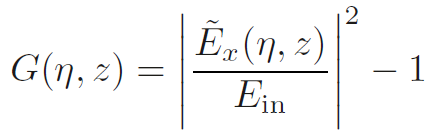 G(η, z) = |Ẽ_x(η, z) / E_in|^2 − 1